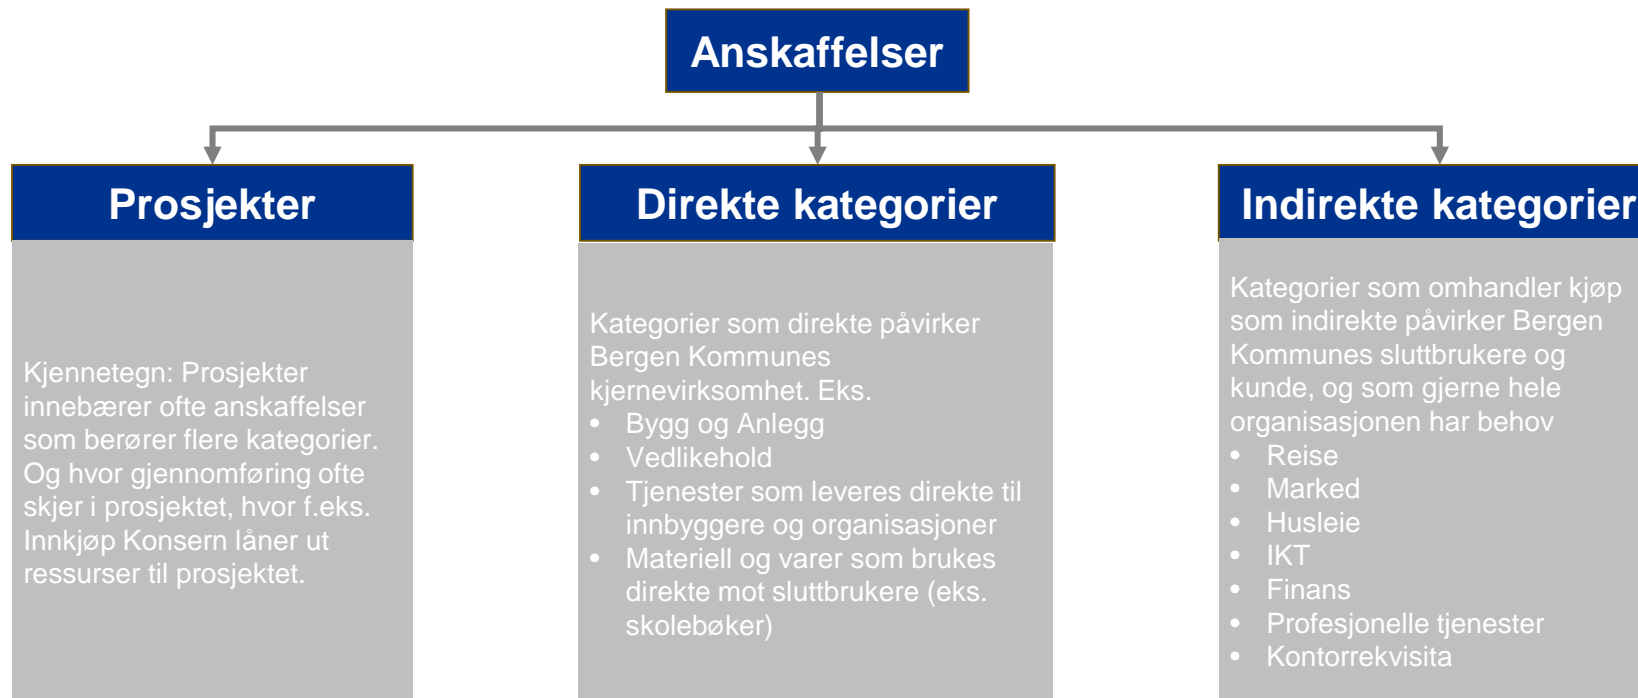 Anskaffelser
Prosjekter
Kjennetegn: Prosjekter
innebærer ofte anskaffelser
som berører flere kategorier.
Og hvor gjennomføring ofte
skjer i prosjektet, hvor f.eks.
Innkjøp Konsern låner ut
ressurser til prosjektet.
Direkte kategorier
Kategorier som direkte påvirker
Bergen Kommunes
kjernevirksomhet. Eks.
• Bygg og Anlegg
• Vedlikehold
• Tjenester som leveres direkte til
innbyggere og organisasjoner
• Materiell og varer som brukes
direkte mot sluttbrukere (eks.
skolebøker)
Indirekte kategorier
Kategorier som omhandler kjøp
som indirekte påvirker Bergen
Kommunes sluttbrukere og
kunde, og som gjerne hele
organisasjonen har behov
• Reise
• Marked
• Husleie
• IKT
• Finans
• Profesjonelle tjenester
• Kontorrekvisita